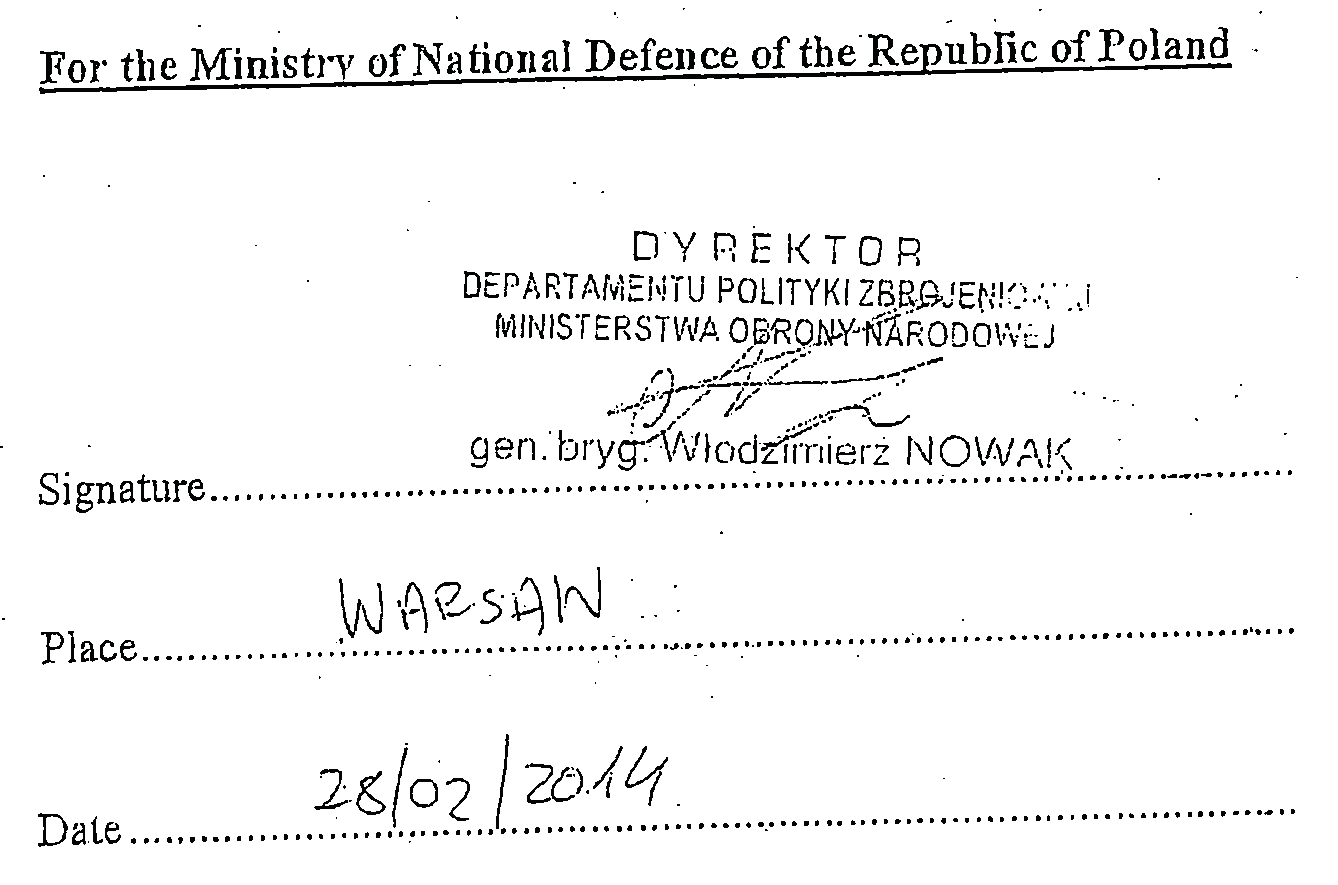 For the Ministry of National Defence of the Republic of Poland
DYREKTOR
DEPARTAMENTU POLITYKI ZBROJENIOWEJ
MINISTERSTWA OBRONY NARODOWEJ
gen. bryg. Włodzimierz NOWAK
Signature
Place WARSAW
Date 28/02/2014